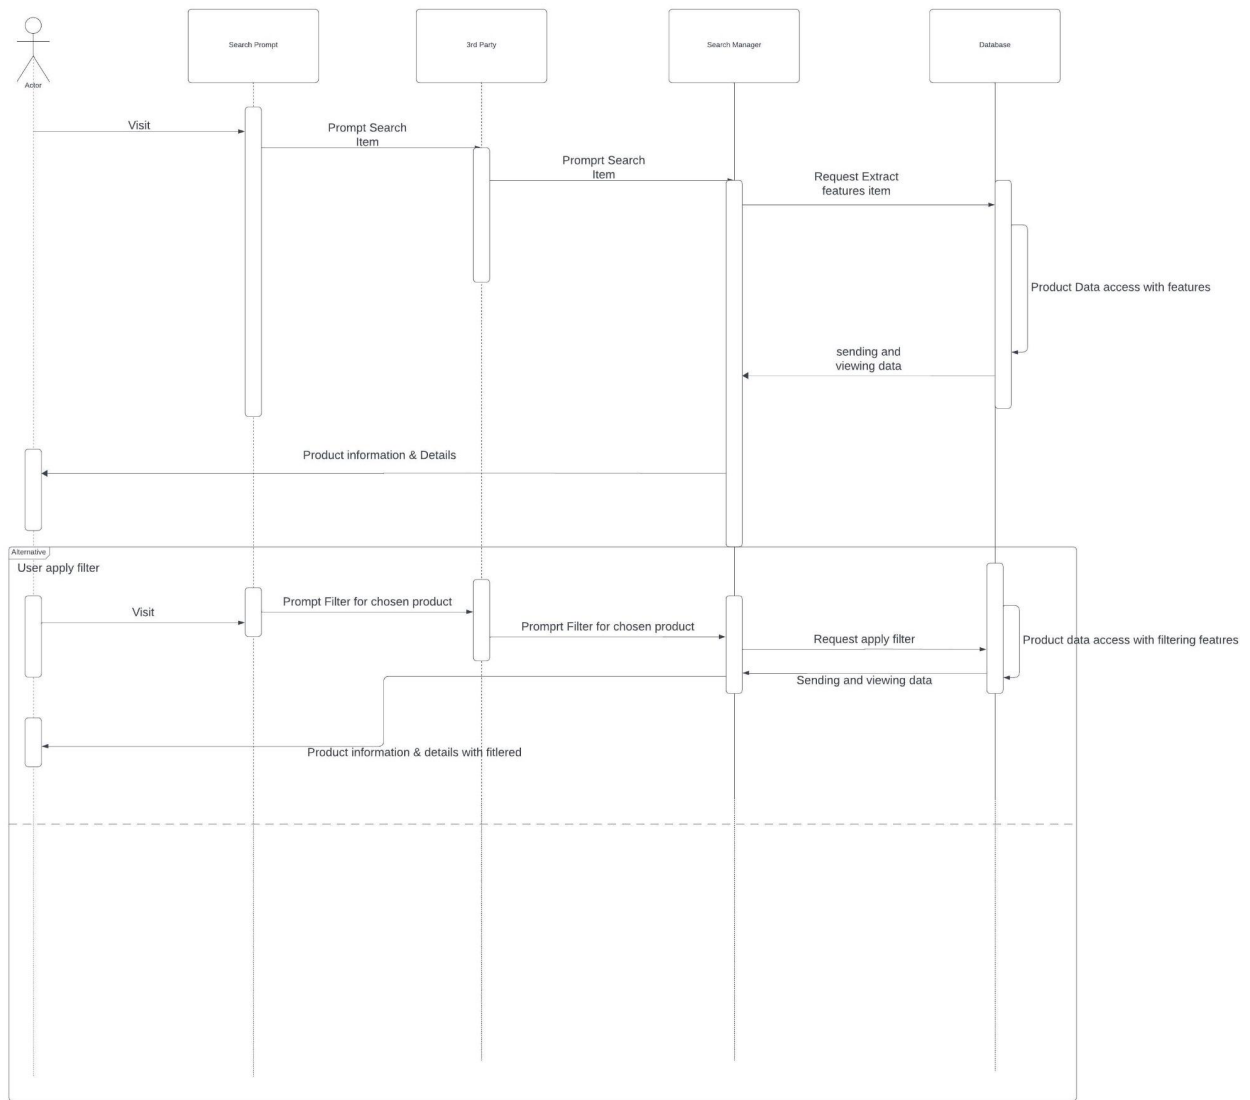 Search Prompt
3rd Party
Search Manager
Database
Actor
Visit
Prompt Search
Item
Promprt Search
Item
Request Extract
features item
Product Data access with features
sending and
viewing data
Product information & Details
Alternative
User apply filter
Visit
Prompt Filter for chosen product
Promprt Filter for chosen product
Request apply filter
Product data access with filtering features
Sending and viewing data
Product information & details with fitlered